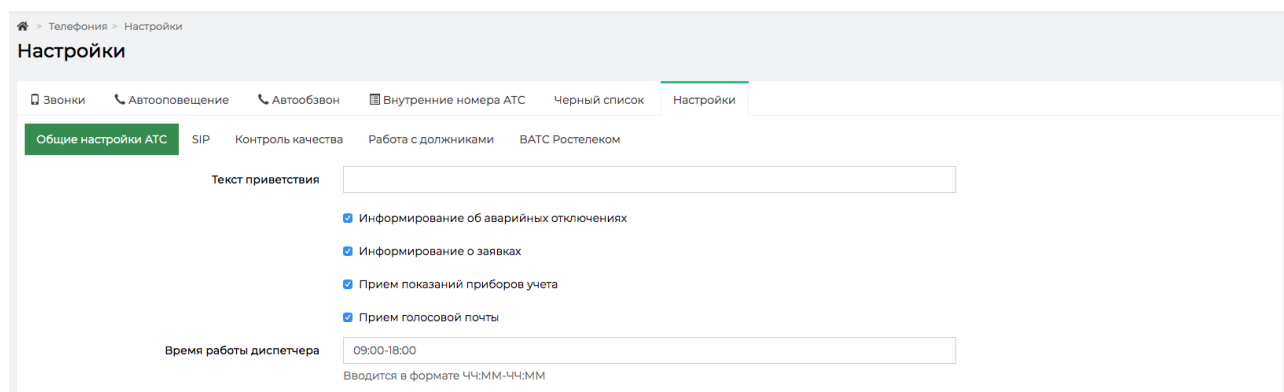 > Телефония > Настройки
Настройки
Звонки Автооповещение Автообзвон Внутренние номера АТС Черный список Настройки
Общие настройки АТС SIP Контроль качества Работа с должниками ВАТС Ростелеком
Текст приветствия
Информирование об аварийных отключениях
Информирование о заявках
Прием показаний приборов учета
Прием голосовой почты
Время работы диспетчера 09:00-18:00
Вводится в формате ЧЧ:ММ-ЧЧ:ММ